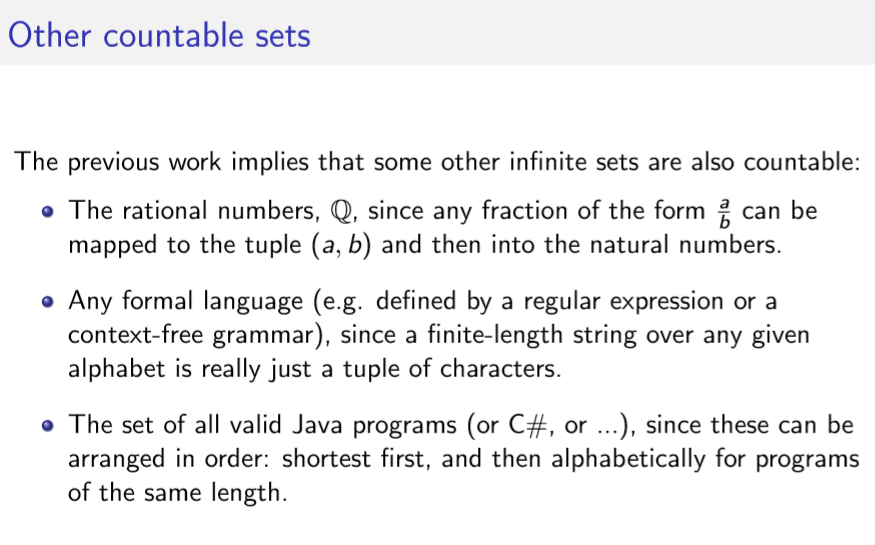 Other countable sets
The previous work implies that some other infinite sets are also countable:
• The rational numbers, ℚ, since any fraction of the form a/b can be
mapped to the tuple (a, b) and then into the natural numbers.
• Any formal language (e.g. defined by a regular expression or a
context-free grammar), since a finite-length string over any given
alphabet is really just a tuple of characters.
• The set of all valid Java programs (or C#, or ...), since these can be
arranged in order: shortest first, and then alphabetically for programs
of the same length.